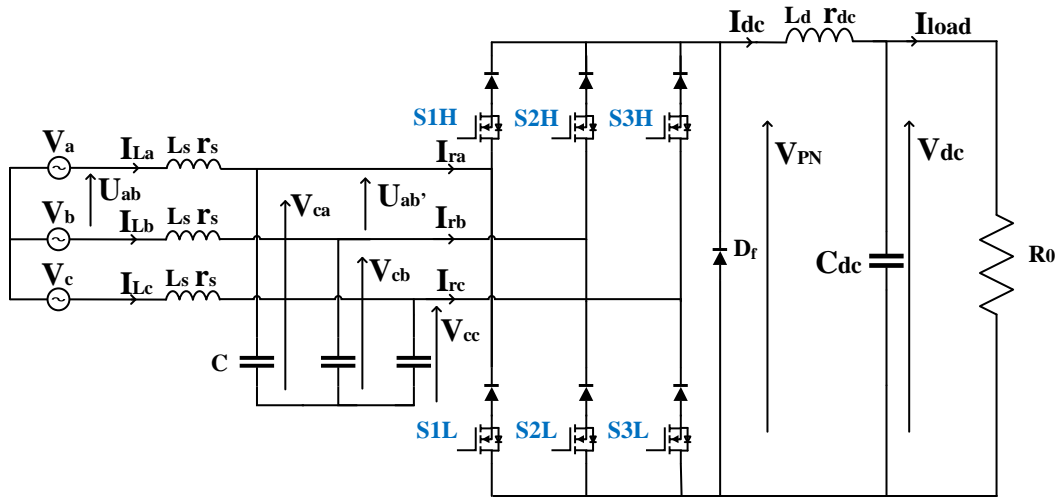 Idc Ld rdc Iload
S1H S2H S3H
Va ILa Ls rs Ira
Uab Vca Uab'
VPN Vdc
Vb ILb Ls rs Irb
Vcb Df Cdc R0
Vc ILc Ls rs Irc
Vcc
C
S1L S2L S3L